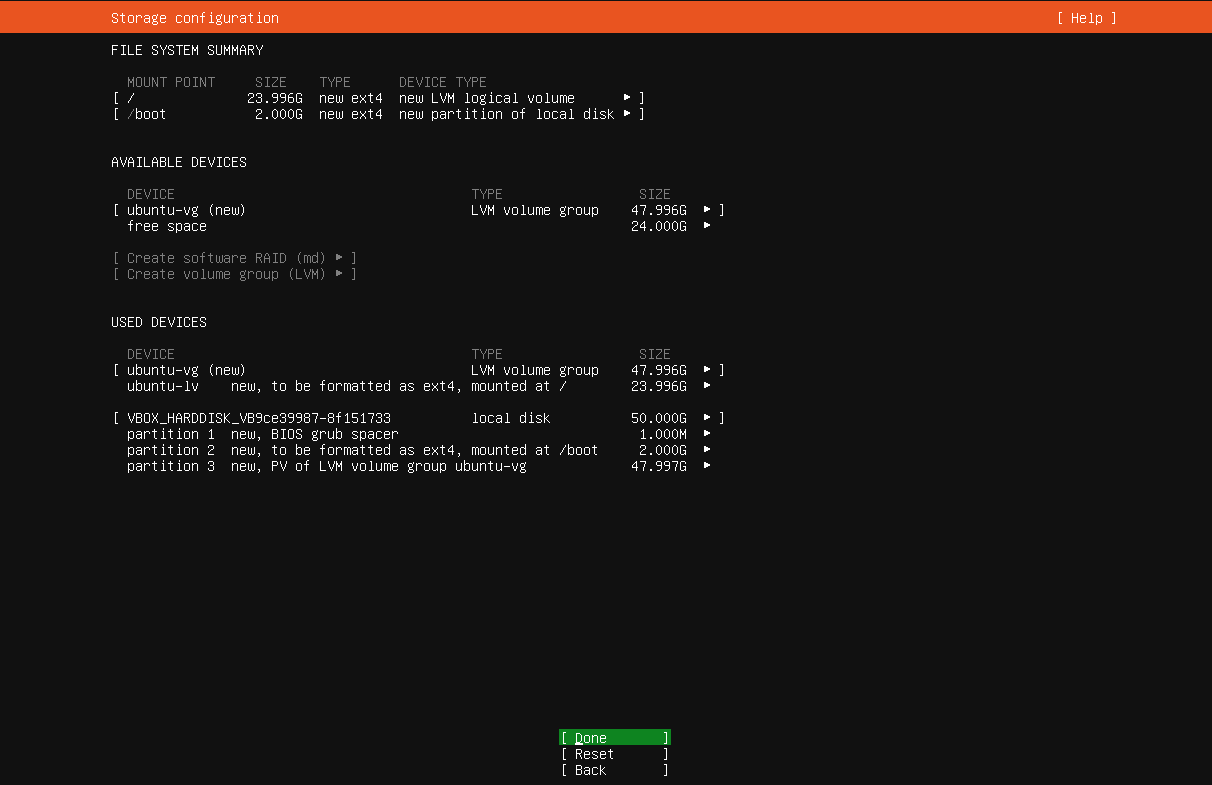 Storage configuration [ Help ]
FILE SYSTEM SUMMARY
MOUNT POINT SIZE TYPE DEVICE TYPE
[ / 23.996G new ext4 new LVM logical volume ▸ ]
[ /boot 2.000G new ext4 new partition of local disk ▸ ]
AVAILABLE DEVICES
DEVICE TYPE SIZE
[ ubuntu-vg (new) LVM volume group 47.996G ▸ ]
free space 24.000G ▸
[ Create software RAID (md) ▸ ]
[ Create volume group (LVM) ▸ ]
USED DEVICES
DEVICE TYPE SIZE
[ ubuntu-vg (new) LVM volume group 47.996G ▸ ]
ubuntu-lv new, to be formatted as ext4, mounted at / 23.996G ▸
[ VBOX_HARDDISK_VB9ce39987-8f151733 local disk 50.000G ▸ ]
partition 1 new, BIOS grub spacer 1.000M ▸
partition 2 new, to be formatted as ext4, mounted at /boot 2.000G ▸
partition 3 new, PV of LVM volume group ubuntu-vg 47.997G ▸
[ Done ]
[ Reset ]
[ Back ]